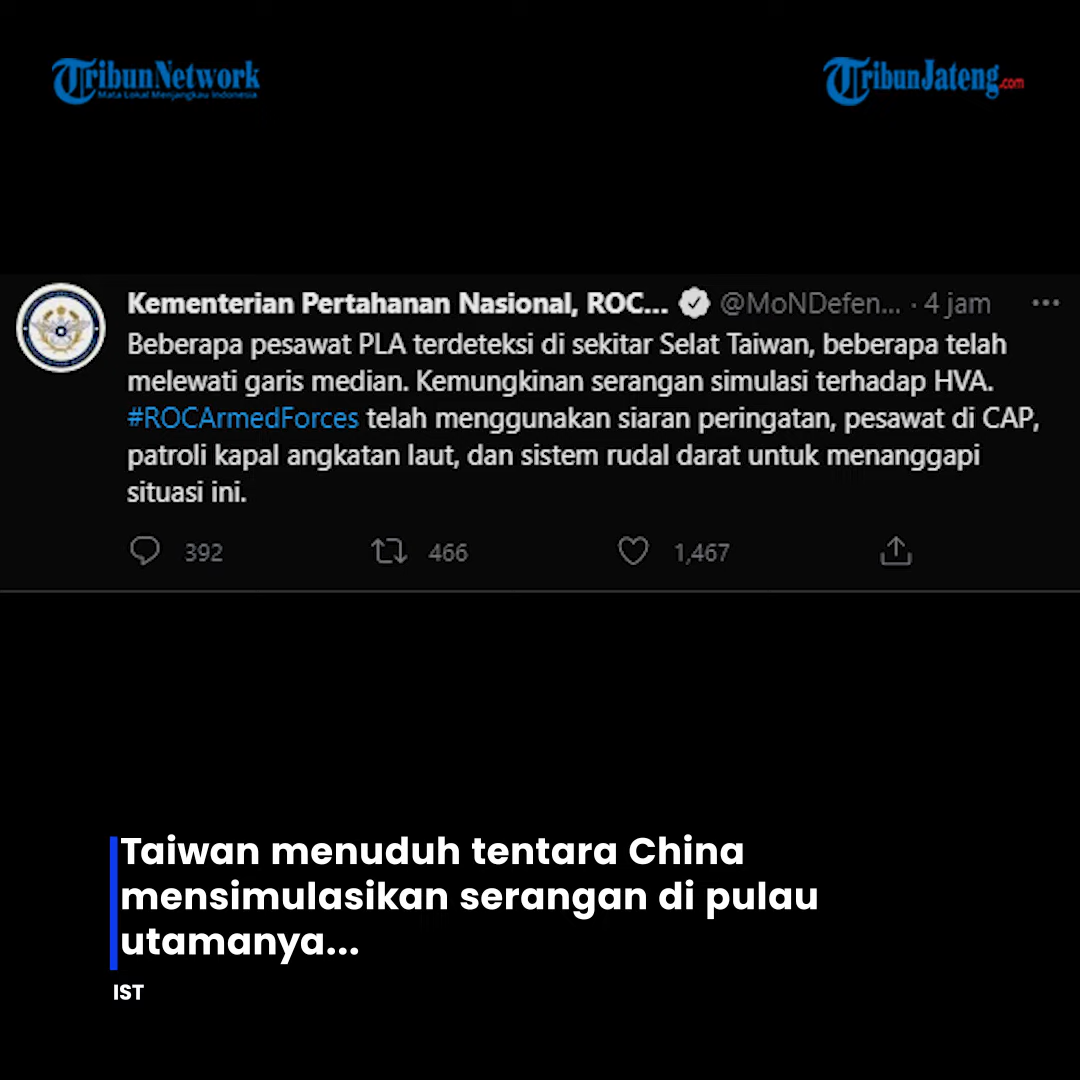 TribunNetwork
Mata Lokal Menjangkau Indonesia
TribunJateng.com
Kementerian Pertahanan Nasional, ROC... @MoNDefen... · 4 jam
Beberapa pesawat PLA terdeteksi di sekitar Selat Taiwan, beberapa telah
melewati garis median. Kemungkinan serangan simulasi terhadap HVA.
#ROCArmedForces telah menggunakan siaran peringatan, pesawat di CAP,
patroli kapal angkatan laut, dan sistem rudal darat untuk menanggapi
situasi ini.
392 466 1,467
Taiwan menuduh tentara China
mensimulasikan serangan di pulau
utamanya...
IST